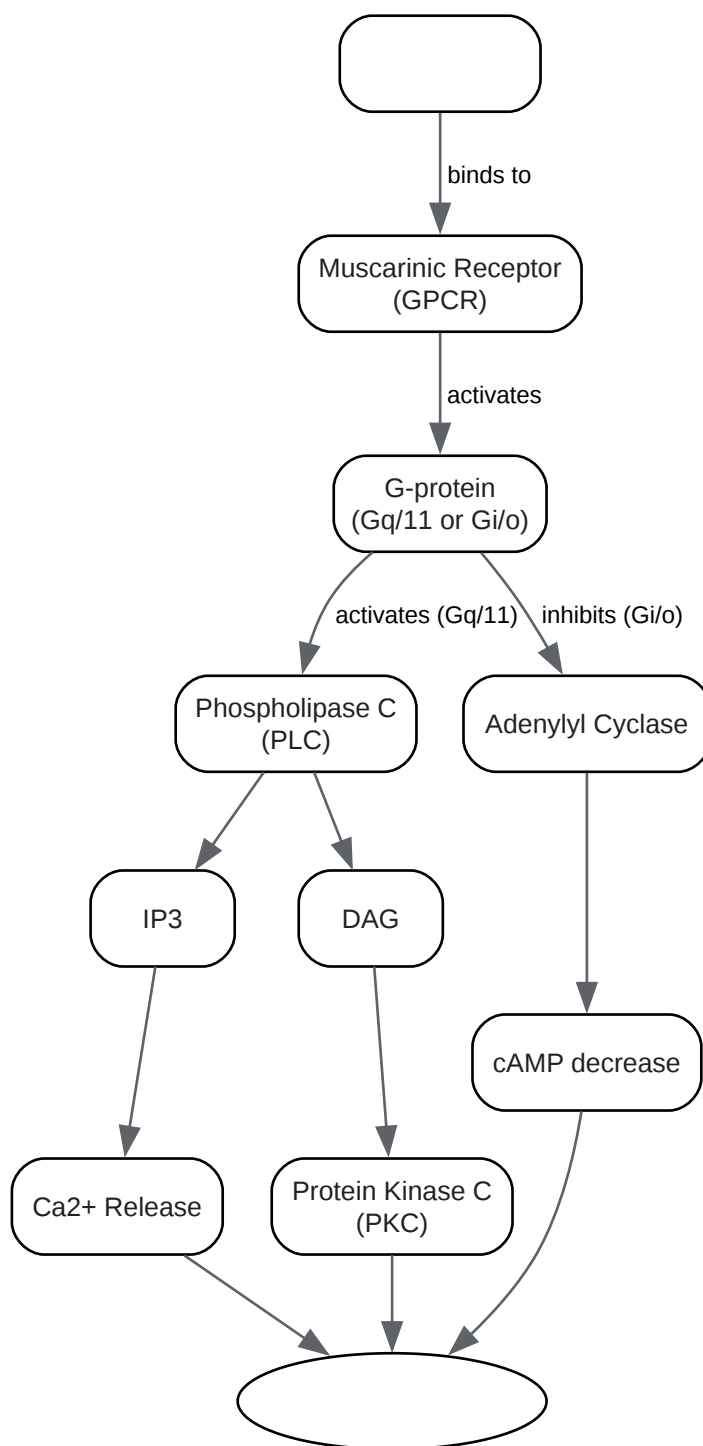 binds to
Muscarinic Receptor
(GPCR)
activates
G-protein
(Gq/11 or Gi/o)
activates (Gq/11)
inhibits (Gi/o)
Phospholipase C
(PLC)
Adenylyl Cyclase
IP3
DAG
cAMP decrease
Ca2+ Release
Protein Kinase C
(PKC)